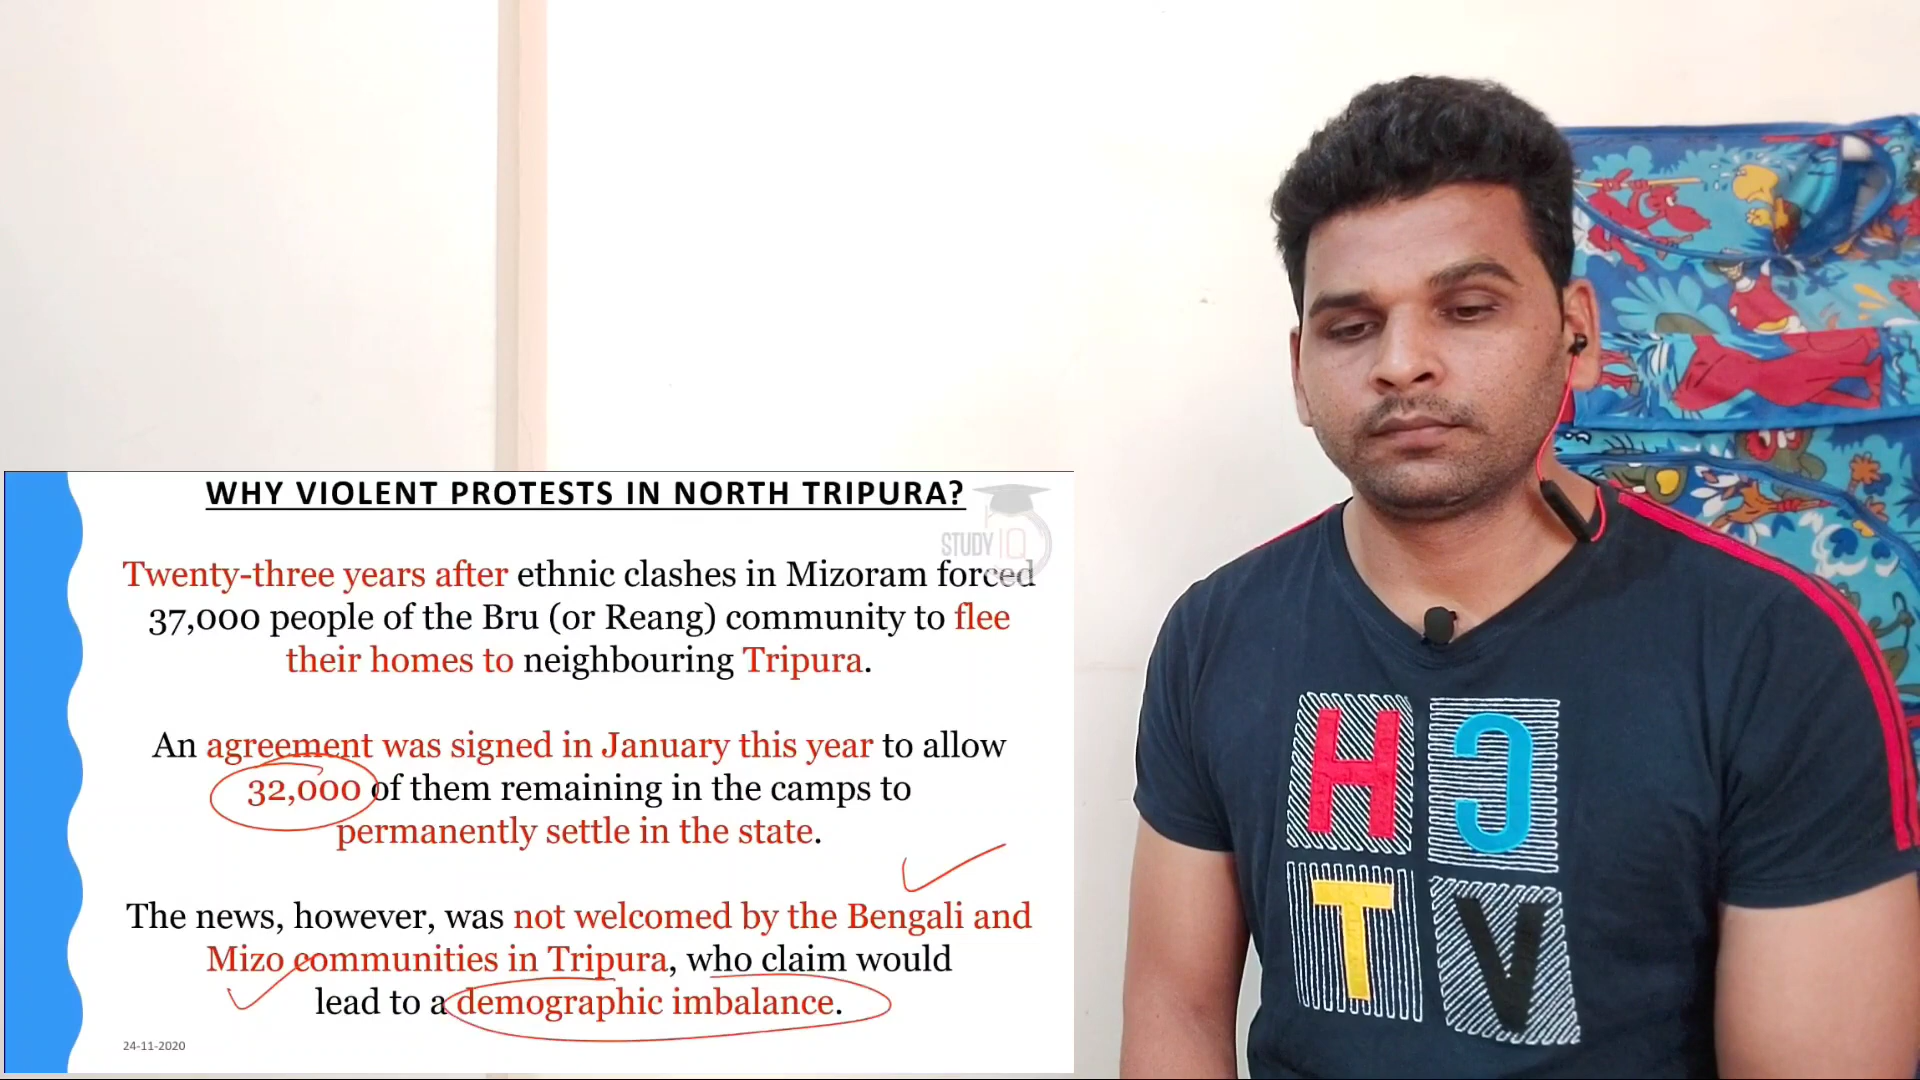 WHY VIOLENT PROTESTS IN NORTH TRIPURA?
STUDY IQ
Twenty-three years after ethnic clashes in Mizoram forced
37,000 people of the Bru (or Reang) community to flee
their homes to neighbouring Tripura.
An agreement was signed in January this year to allow
32,000 of them remaining in the camps to
permanently settle in the state.
The news, however, was not welcomed by the Bengali and
Mizo communities in Tripura, who claim would
lead to a demographic imbalance.
24-11-2020
H C
T V